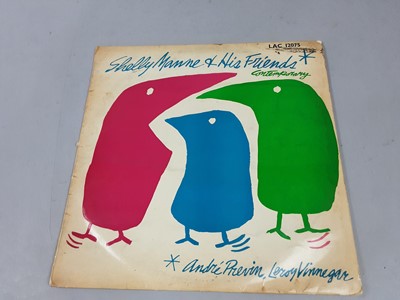 LAC 12075
Shelly Manne & His Friends*
Contemporary
* André Previn, Leroy Vinnegar